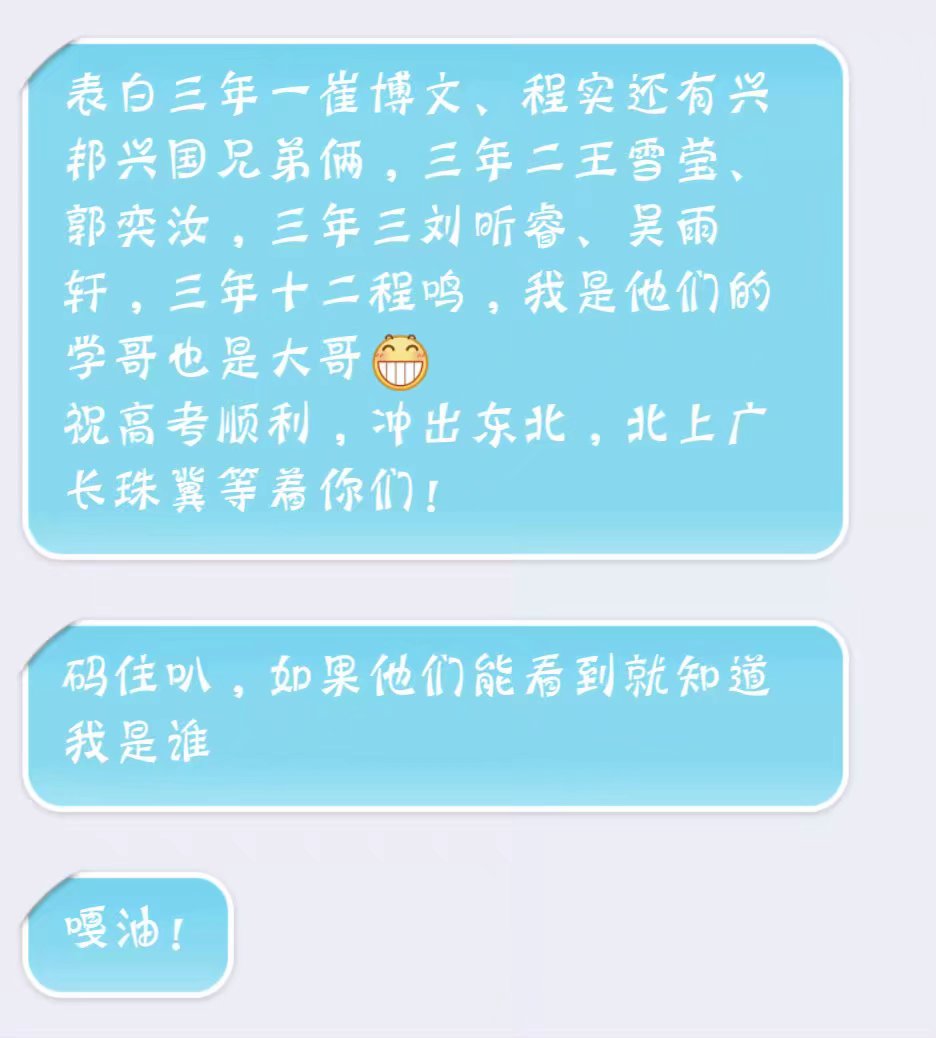 表白三年一崔博文、程实还有兴
邦兴国兄弟俩，三年二王雪莹、
郭奕汝，三年三刘昕睿、吴雨
轩，三年十二程鸣，我是他们的
学哥也是大哥
祝高考顺利，冲出东北，北上广
长珠冀等着你们！
码住叭，如果他们能看到就知道
我是谁
嘎油！